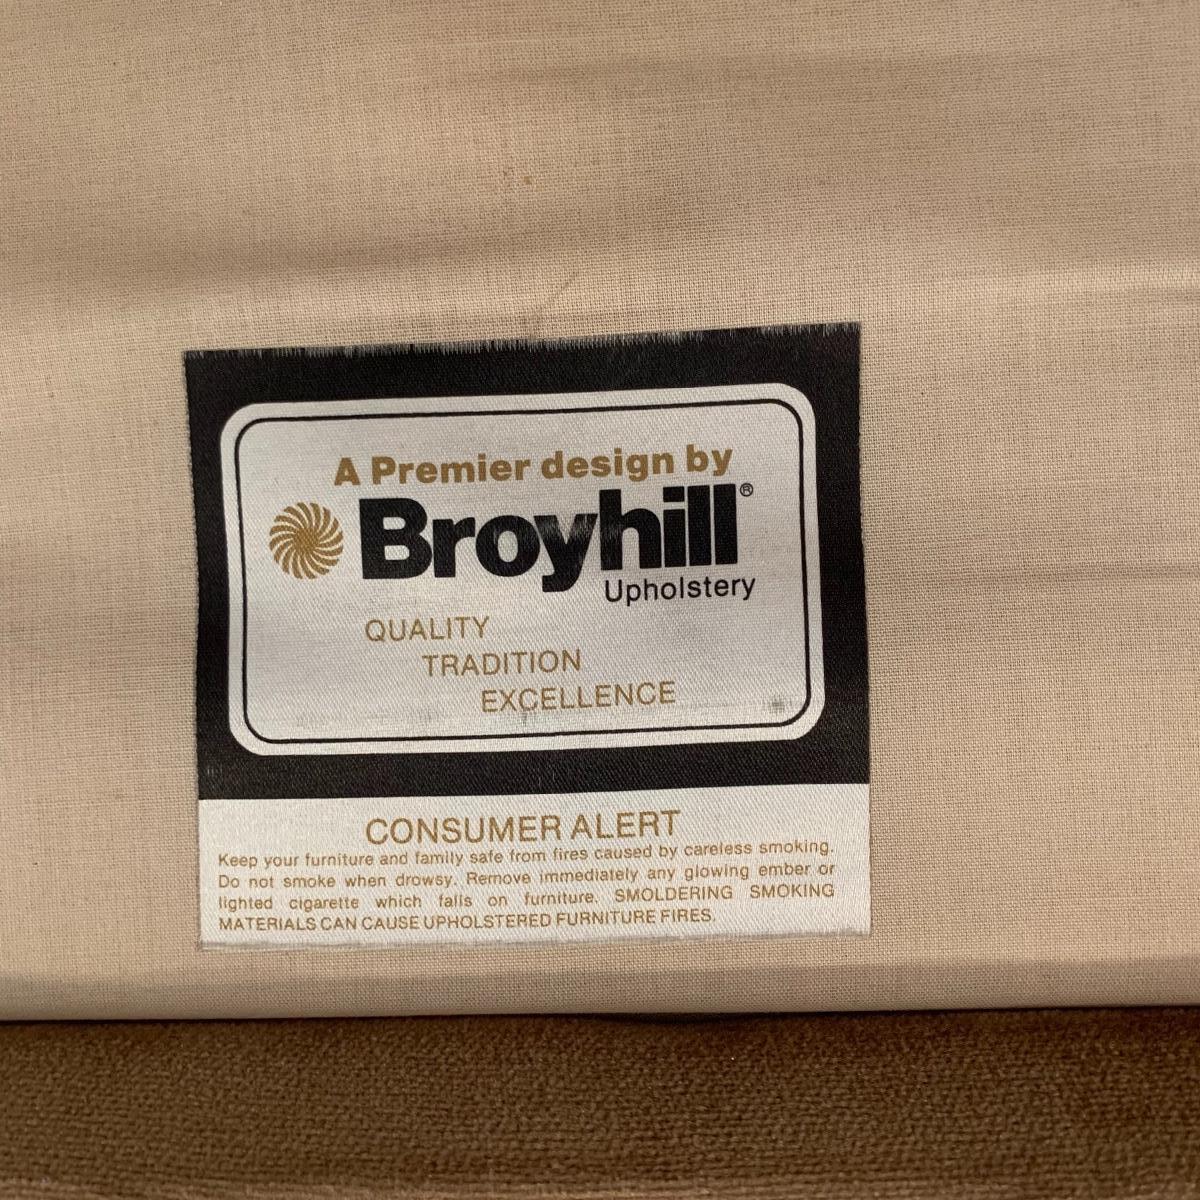 A Premier design by
Broyhill®
Upholstery
QUALITY
TRADITION
EXCELLENCE
CONSUMER ALERT
Keep your furniture and family safe from fires caused by careless smoking.
Do not smoke when drowsy. Remove immediately any glowing ember or
lighted cigarette which falls on furniture. SMOLDERING SMOKING
MATERIALS CAN CAUSE UPHOLSTERED FURNITURE FIRES.